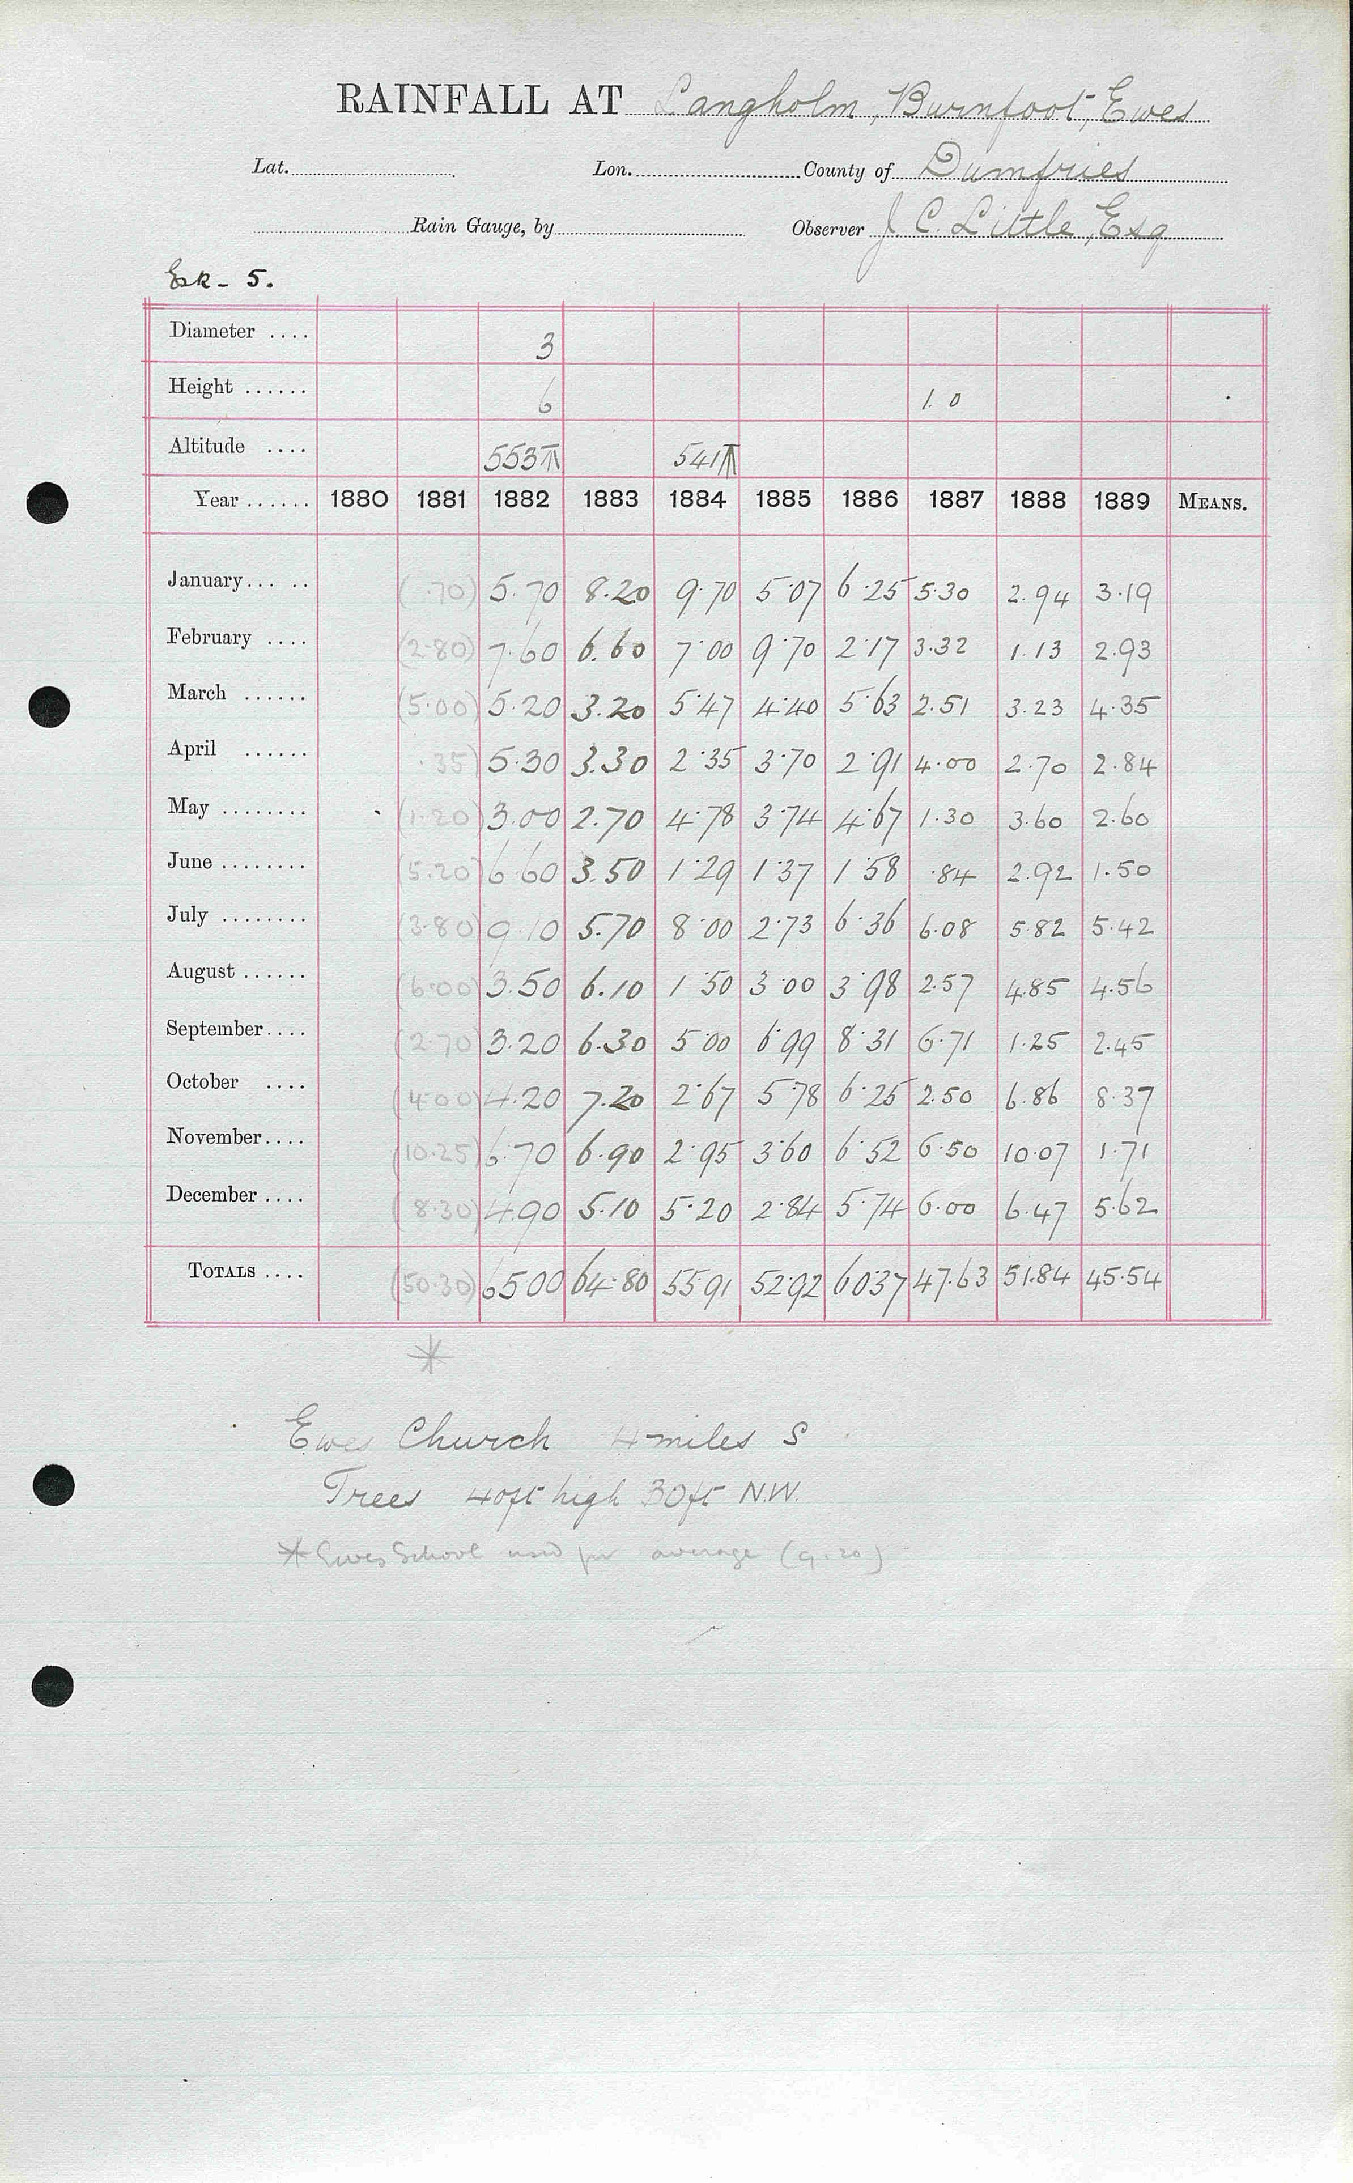 RAINFALL AT Langholm, Burnfoot, Ewes
Lat. Lon. County of Dumfries
Rain Gauge, by Observer J. C. Little, Esq
Esk - 5.
Diameter .... 3
Height ...... 6 1. 0
Altitude .... 553 541
Year ...... 1880 1881 1882 1883 1884 1885 1886 1887 1888 1889 MEANS.
January... .. (.70) 5.70 8.20 9.70 5.07 6.25 5.30 2.94 3.19
February .... (2.80) 7.60 6.60 7.00 9.70 2.17 3.32 1.13 2.93
March ...... (5.00) 5.20 3.20 5.47 4.40 5.63 2.51 3.23 4.35
April ...... .35) 5.30 3.30 2.35 3.70 2.91 4.00 2.70 2.84
May ........ (1.20) 3.00 2.70 4.78 3.74 4.67 1.30 3.60 2.60
June ........ (5.20) 6.60 3.50 1.29 1.37 1.58 .84 2.92 1.50
July ........ (3.80) 9.10 5.70 8.00 2.73 6.36 6.08 5.82 5.42
August ...... (6.00) 3.50 6.10 1.50 3.00 3.98 2.57 4.85 4.56
September .... (2.70) 3.20 6.30 5.00 6.99 8.31 6.71 1.25 2.45
October .... (4.00) 4.20 7.20 2.67 5.78 6.25 2.50 6.86 8.37
November .... (10.25) 6.70 6.90 2.95 3.60 6.52 6.50 10.07 1.71
December .... (8.30) 4.90 5.10 5.20 2.84 5.74 6.00 6.47 5.62
TOTALS .... (50.30) 65.00 64.80 55.91 52.92 60.37 47.63 51.84 45.54
*
Ewes Church 4 miles S
Trees 40ft high 30ft N.W.
* Ewes School used for average (9.20)